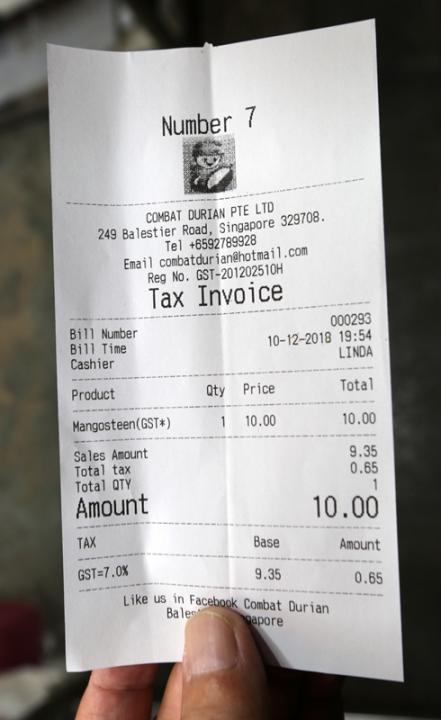 Number 7
COMBAT DURIAN PTE LTD
249 Balestier Road, Singapore 329708.
Tel +6592789928
Email combatdurian@hotmail.com
Reg No. GST-201202510H
Tax Invoice
Bill Number 000293
Bill Time 10-12-2018 19:54
Cashier LINDA
Product Qty Price Total
Mangosteen(GST*) 1 10.00 10.00
Sales Amount 9.35
Total tax 0.65
Total QTY 1
Amount 10.00
TAX Base Amount
GST=7.0% 9.35 0.65
Like us in Facebook Combat Durian